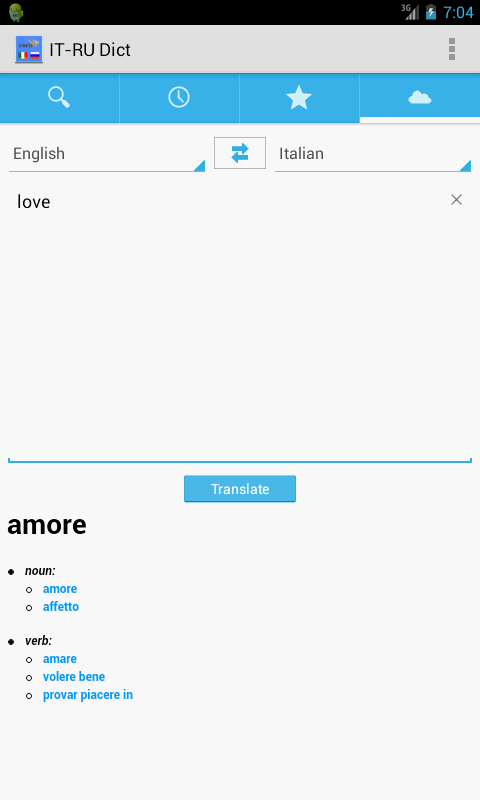 3G 7:04
IT-RU Dict
English Italian
love
Translate
amore
noun:
amore
affetto
verb:
amare
volere bene
provar piacere in